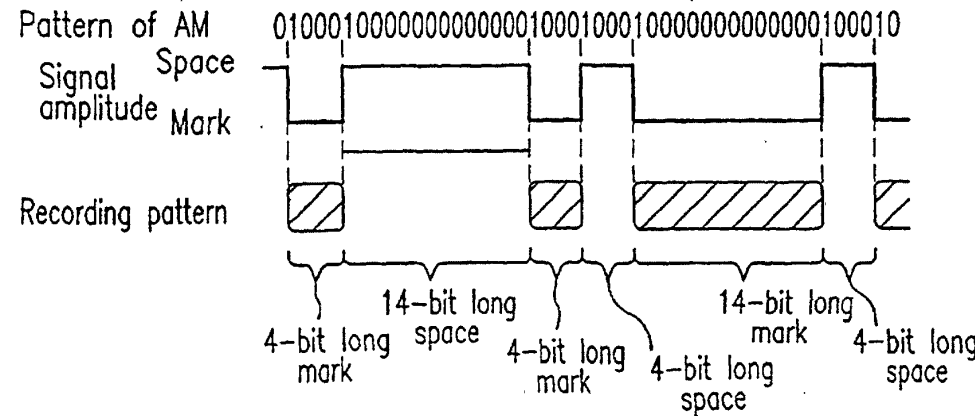 Pattern of AM 01000100000000000001000100010000000000000100010
Space
Signal amplitude
Mark
Recording pattern
14-bit long space
14-bit long mark
4-bit long mark
4-bit long mark
4-bit long space
4-bit long space